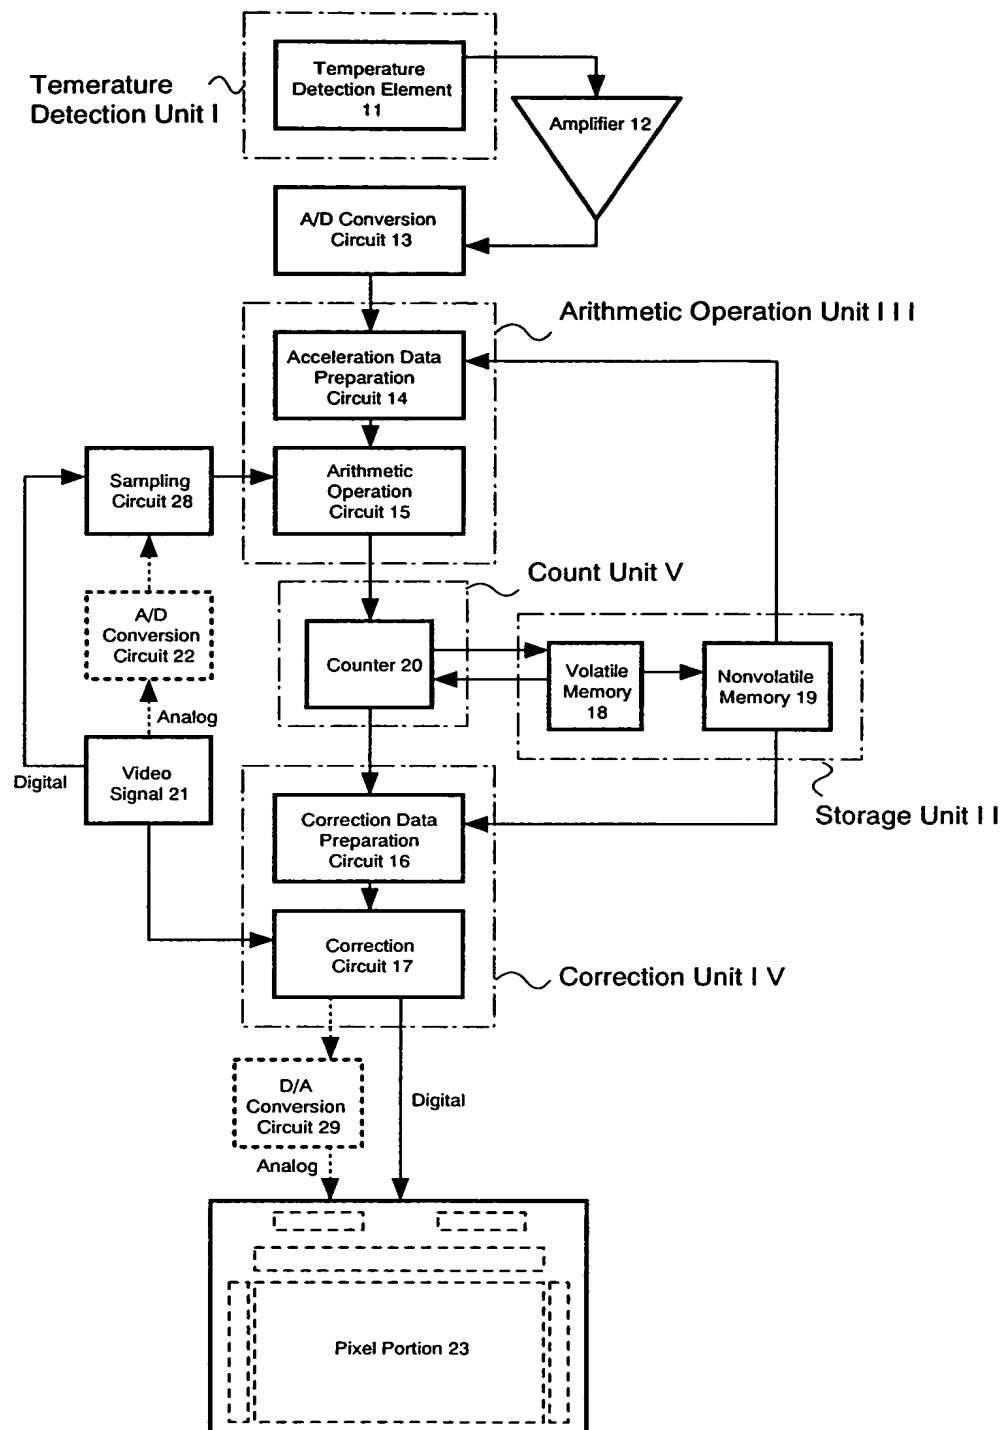 Temperature
Detection Element
11
Temerature
Detection Unit I
Amplifier 12
A/D Conversion
Circuit 13
Arithmetic Operation Unit I I I
Acceleration Data
Preparation
Circuit 14
Sampling
Circuit 28
Arithmetic
Operation
Circuit 15
Count Unit V
A/D
Conversion
Circuit 22
Counter 20
Volatile
Memory
18
Nonvolatile
Memory 19
Analog
Digital
Video
Signal 21
Storage Unit I I
Correction Data
Preparation
Circuit 16
Correction
Circuit 17
Correction Unit I V
D/A
Conversion
Circuit 29
Digital
Analog
Pixel Portion 23